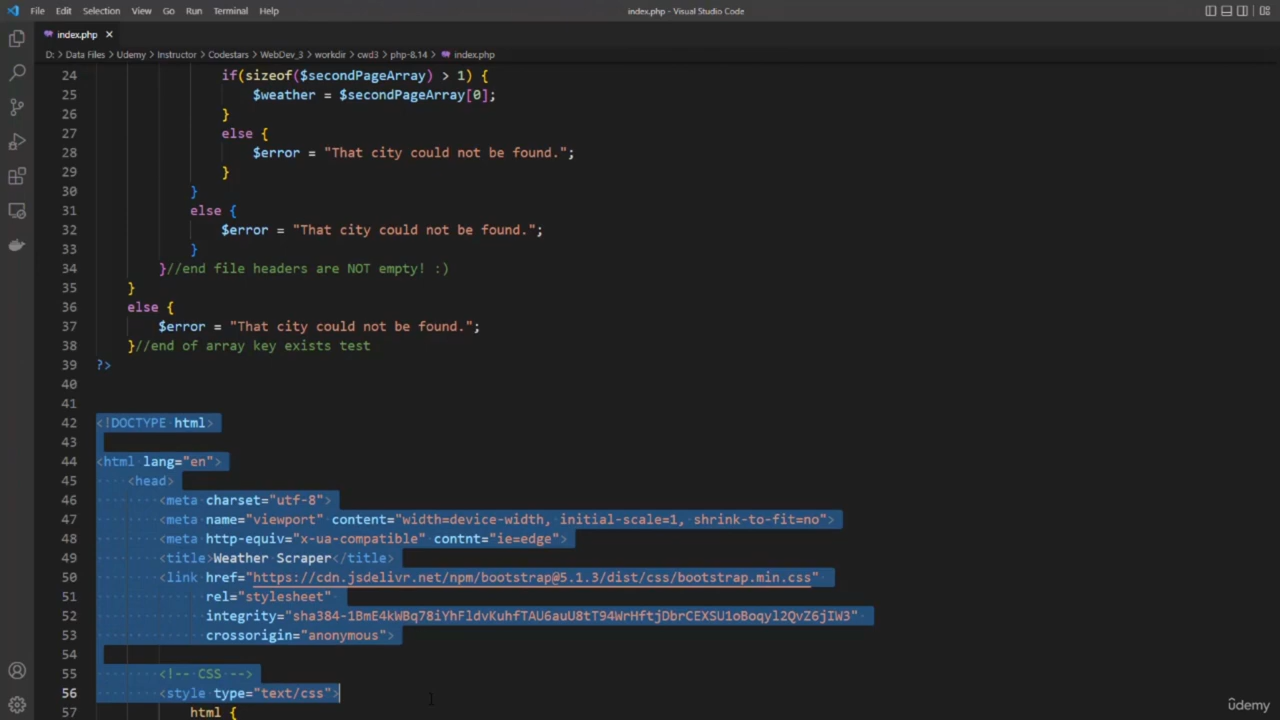 File Edit Selection View Go Run Terminal Help index.php - Visual Studio Code
index.php ×
D: > Data Files > Udemy > Instructor > Codestars > WebDev_3 > workdir > cwd3 > php-8.14 > index.php
24 if(sizeof($secondPageArray) > 1) {
25 $weather = $secondPageArray[0];
26 }
27 else {
28 $error = "That city could not be found.";
29 }
30 }
31 else {
32 $error = "That city could not be found.";
33 }
34 }//end file headers are NOT empty! :)
35 }
36 else {
37 $error = "That city could not be found.";
38 }//end of array key exists test
39 ?>
40
41
42 <!DOCTYPE html>
43
44 <html lang="en">
45 <head>
46 <meta charset="utf-8">
47 <meta name="viewport" content="width=device-width, initial-scale=1, shrink-to-fit=no">
48 <meta http-equiv="x-ua-compatible" contnt="ie=edge">
49 <title>Weather Scraper</title>
50 <link href="https://cdn.jsdelivr.net/npm/bootstrap@5.1.3/dist/css/bootstrap.min.css"
51 rel="stylesheet"
52 integrity="sha384-1BmE4kWBq78iYhFldvKuhfTAU6auU8tT94WrHftjDbrCEXSU1oBoqyl2QvZ6jIW3"
53 crossorigin="anonymous">
54
55 <!-- CSS -->
56 <style type="text/css">
57 html {
ûdemy